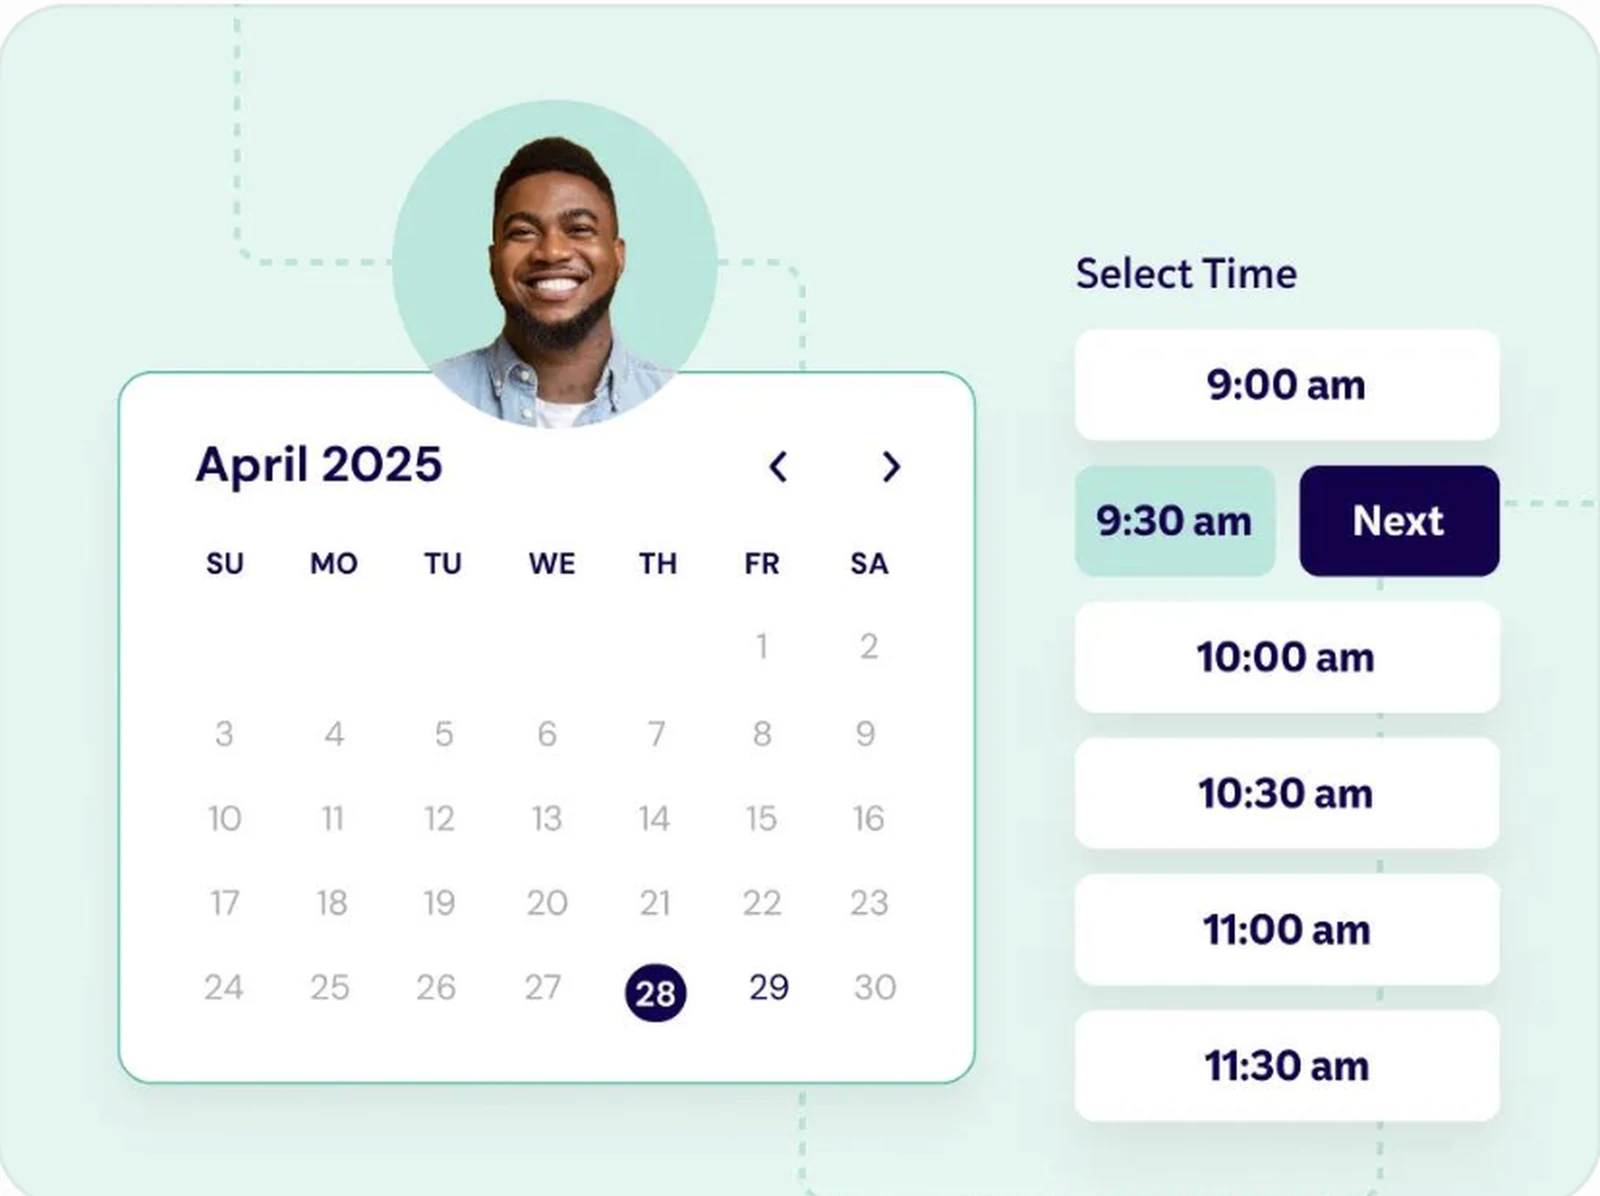 April 2025
SU MO TU WE TH FR SA
1 2
3 4 5 6 7 8 9
10 11 12 13 14 15 16
17 18 19 20 21 22 23
24 25 26 27 28 29 30
Select Time
9:00 am
9:30 am Next
10:00 am
10:30 am
11:00 am
11:30 am